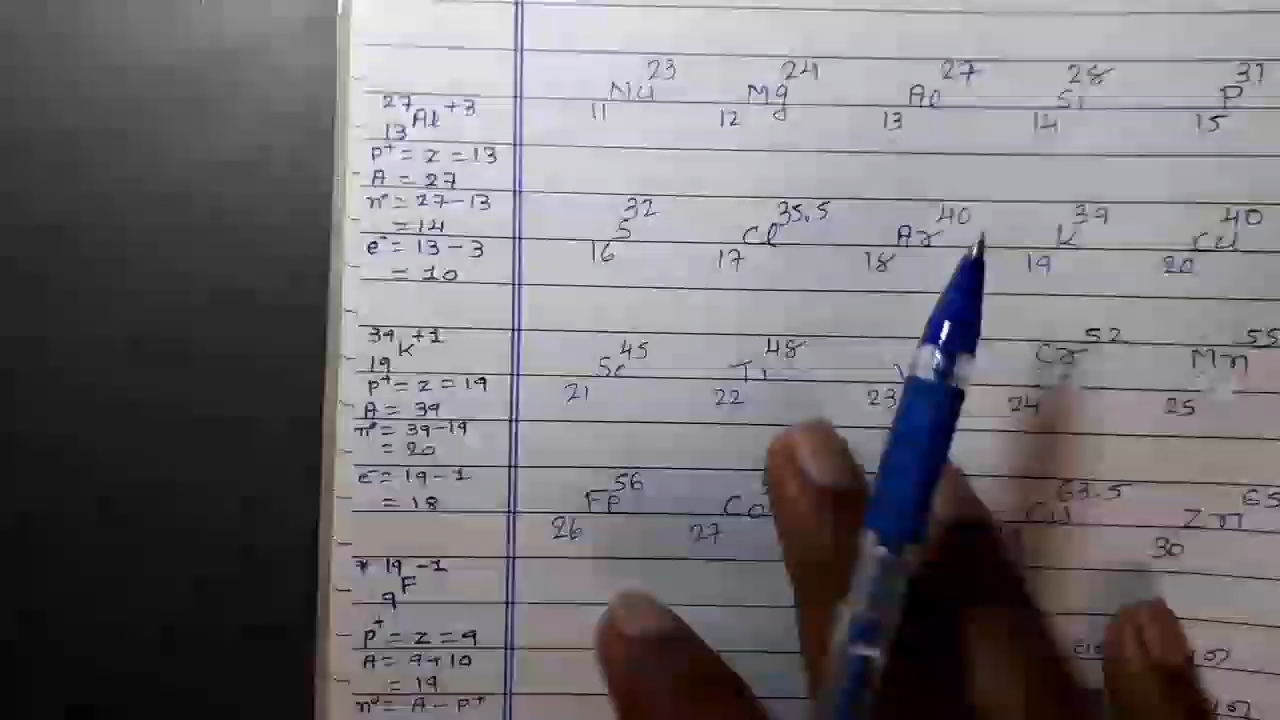 23 24 27 28 31
Na Mg Al Si P
11 12 13 14 15
32 35.5 40 39 40
S Cl Ar K Ca
16 17 18 19 20
45 48 52 55
Sc Ti Cr Mn
21 22 23 24 25
56 63.5 65
Fe Co Cu Zn
26 27 30
27 Al +3
13
p+ = z = 13
A = 27
n° = 27-13
= 14
e- = 13-3
= 10
39 K +1
19
p+ = z = 19
A = 39
n° = 39-19
= 20
e- = 19-1
= 18
* 19 -1
F
9
p+ = z = 9
A = 9+10
= 19
n° = A - p+